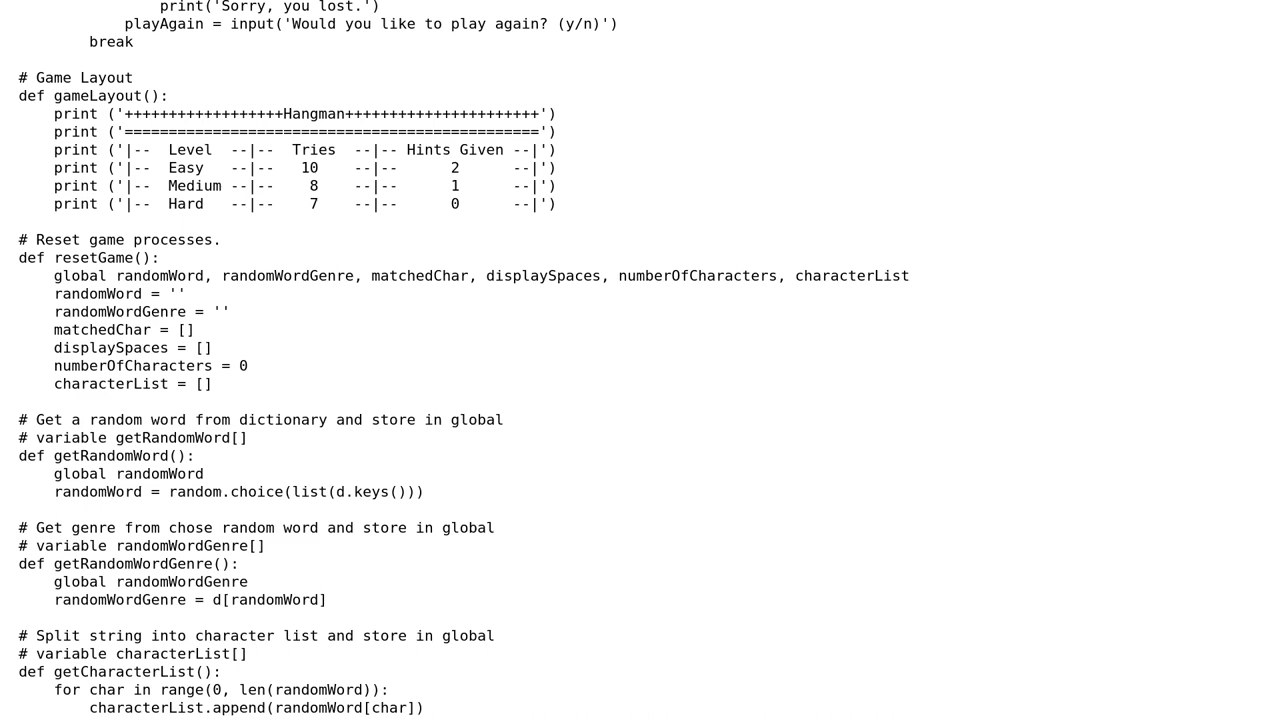 print('Sorry, you lost.')
            playAgain = input('Would you like to play again? (y/n)')
        break

# Game Layout
def gameLayout():
    print ('++++++++++++++++++Hangman++++++++++++++++++++++')
    print ('===============================================')
    print ('|--  Level  --|--  Tries  --|-- Hints Given --|')
    print ('|--  Easy   --|--   10    --|--      2      --|')
    print ('|--  Medium --|--    8    --|--      1      --|')
    print ('|--  Hard   --|--    7    --|--      0      --|')

# Reset game processes.
def resetGame():
    global randomWord, randomWordGenre, matchedChar, displaySpaces, numberOfCharacters, characterList
    randomWord = ''
    randomWordGenre = ''
    matchedChar = []
    displaySpaces = []
    numberOfCharacters = 0
    characterList = []

# Get a random word from dictionary and store in global
# variable getRandomWord[]
def getRandomWord():
    global randomWord
    randomWord = random.choice(list(d.keys()))

# Get genre from chose random word and store in global
# variable randomWordGenre[]
def getRandomWordGenre():
    global randomWordGenre
    randomWordGenre = d[randomWord]

# Split string into character list and store in global
# variable characterList[]
def getCharacterList():
    for char in range(0, len(randomWord)):
        characterList.append(randomWord[char])